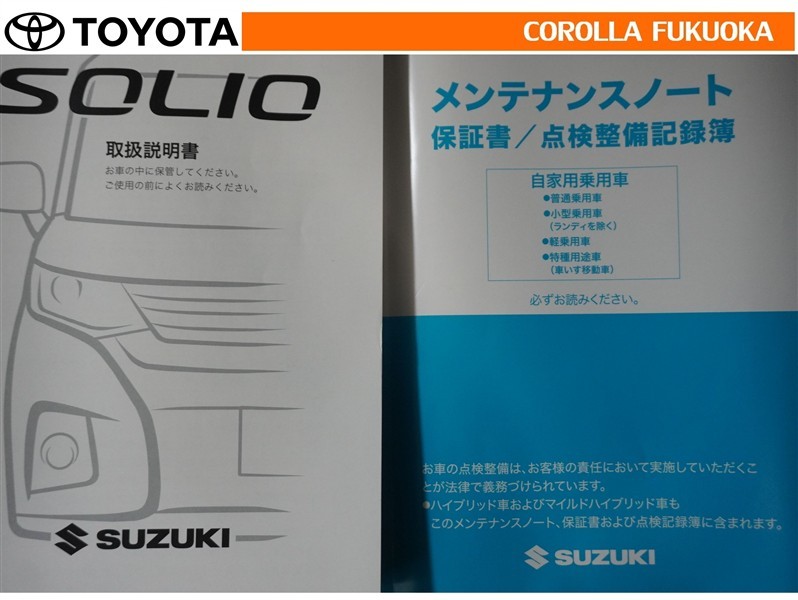 TOYOTA
COROLLA FUKUOKA
SOLIO
取扱説明書
お車の中に保管してください。
ご使用の前によくお読みください。
SUZUKI
メンテナンスノート
保証書／点検整備記録簿
自家用乗用車
●普通乗用車
●小型乗用車
(ランディを除く)
●軽乗用車
●特種用途車
(車いす移動車)
必ずお読みください。
お車の点検整備は、お客様の責任において実施していただくこ
とが法律で義務づけられています。
●ハイブリッド車およびマイルドハイブリッド車も
このメンテナンスノート、保証書および点検記録簿に含まれます。
SUZUKI